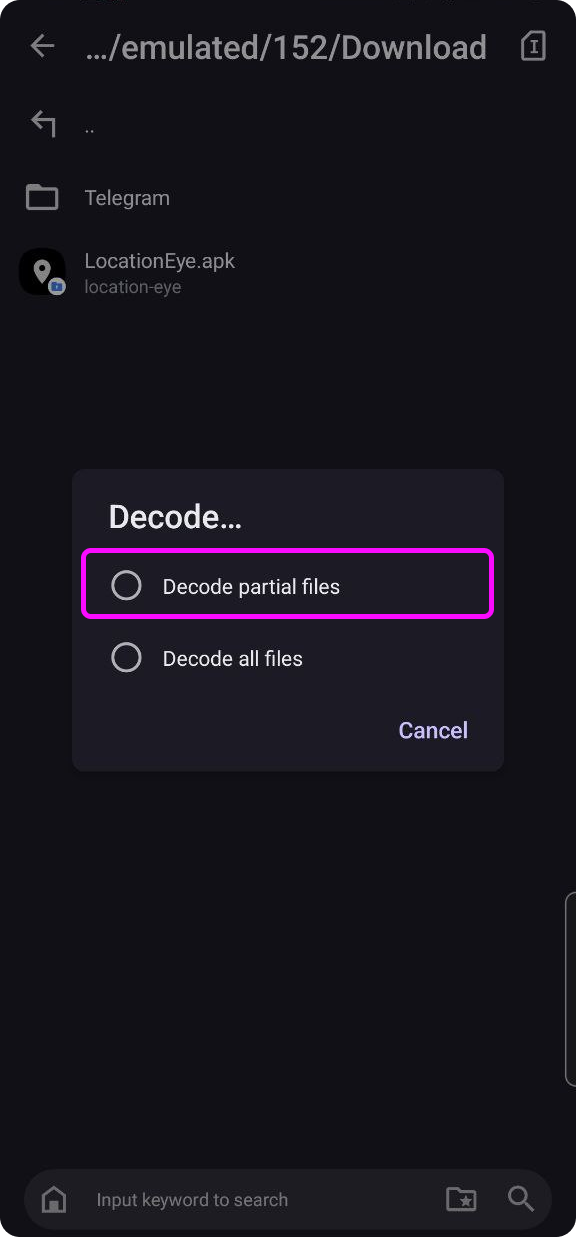 .../emulated/152/Download
..
Telegram
LocationEye.apk
location-eye
Decode...
Decode partial files
Decode all files
Cancel
Input keyword to search